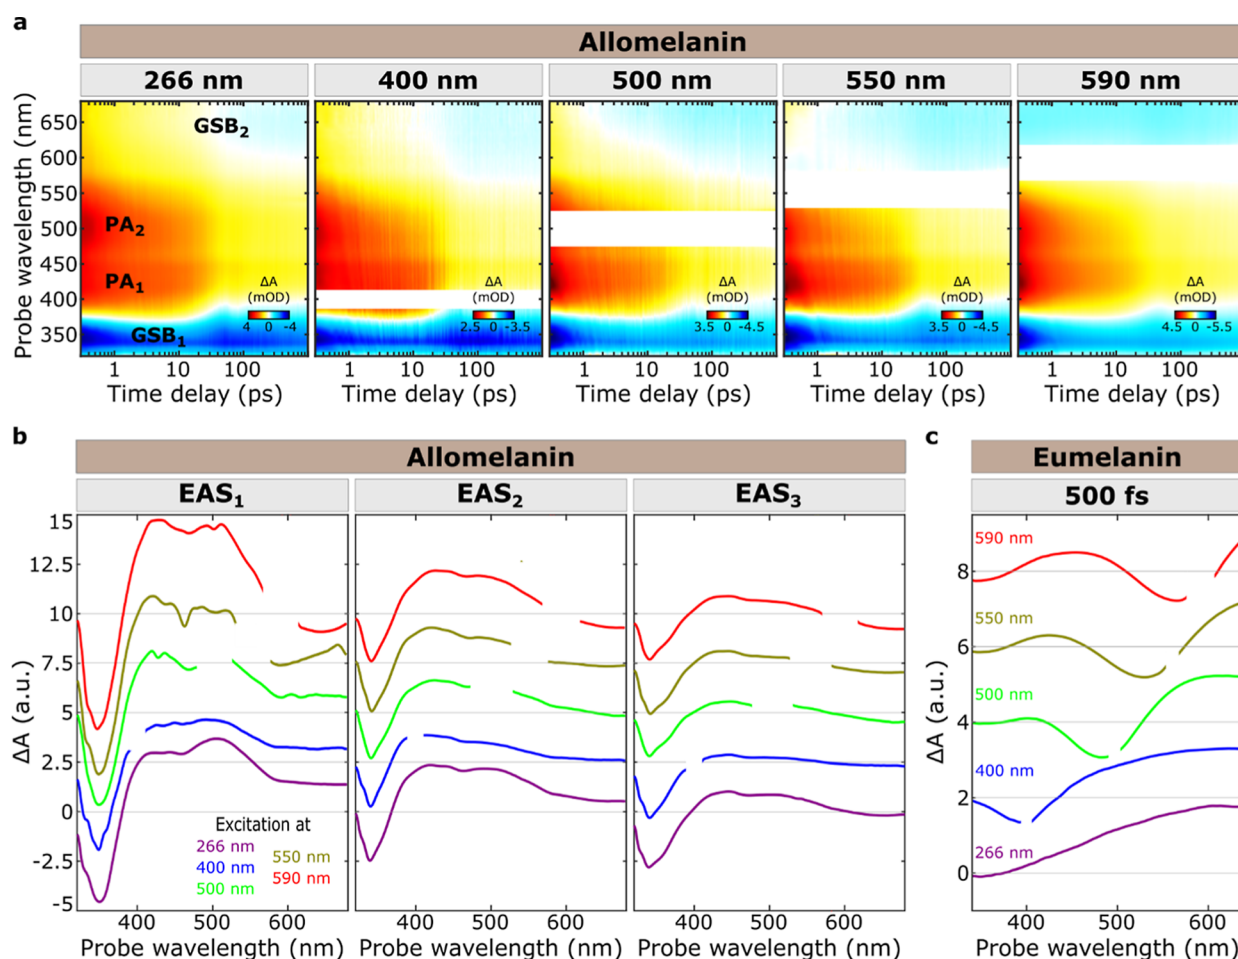 a
Allomelanin
266 nm 400 nm 500 nm 550 nm 590 nm
Probe wavelength (nm)
650
600
550
500
450
400
350
GSB2
PA2
PA1
GSB1
ΔA
(mOD)
4 0 -4
ΔA
(mOD)
2.5 0 -3.5
ΔA
(mOD)
3.5 0 -4.5
ΔA
(mOD)
3.5 0 -4.5
ΔA
(mOD)
4.5 0 -5.5
1 10 100 1 10 100 1 10 100 1 10 100 1 10 100
Time delay (ps) Time delay (ps) Time delay (ps) Time delay (ps) Time delay (ps)
b
Allomelanin
EAS1 EAS2 EAS3
ΔA (a.u.)
15
12.5
10
7.5
5
2.5
0
-2.5
-5
Excitation at
266 nm
400 nm
500 nm
550 nm
590 nm
400 500 600 400 500 600 400 500 600
Probe wavelength (nm) Probe wavelength (nm) Probe wavelength (nm)
c
Eumelanin
500 fs
ΔA (a.u.)
8
6
4
2
0
590 nm
550 nm
500 nm
400 nm
266 nm
400 500 600
Probe wavelength (nm)